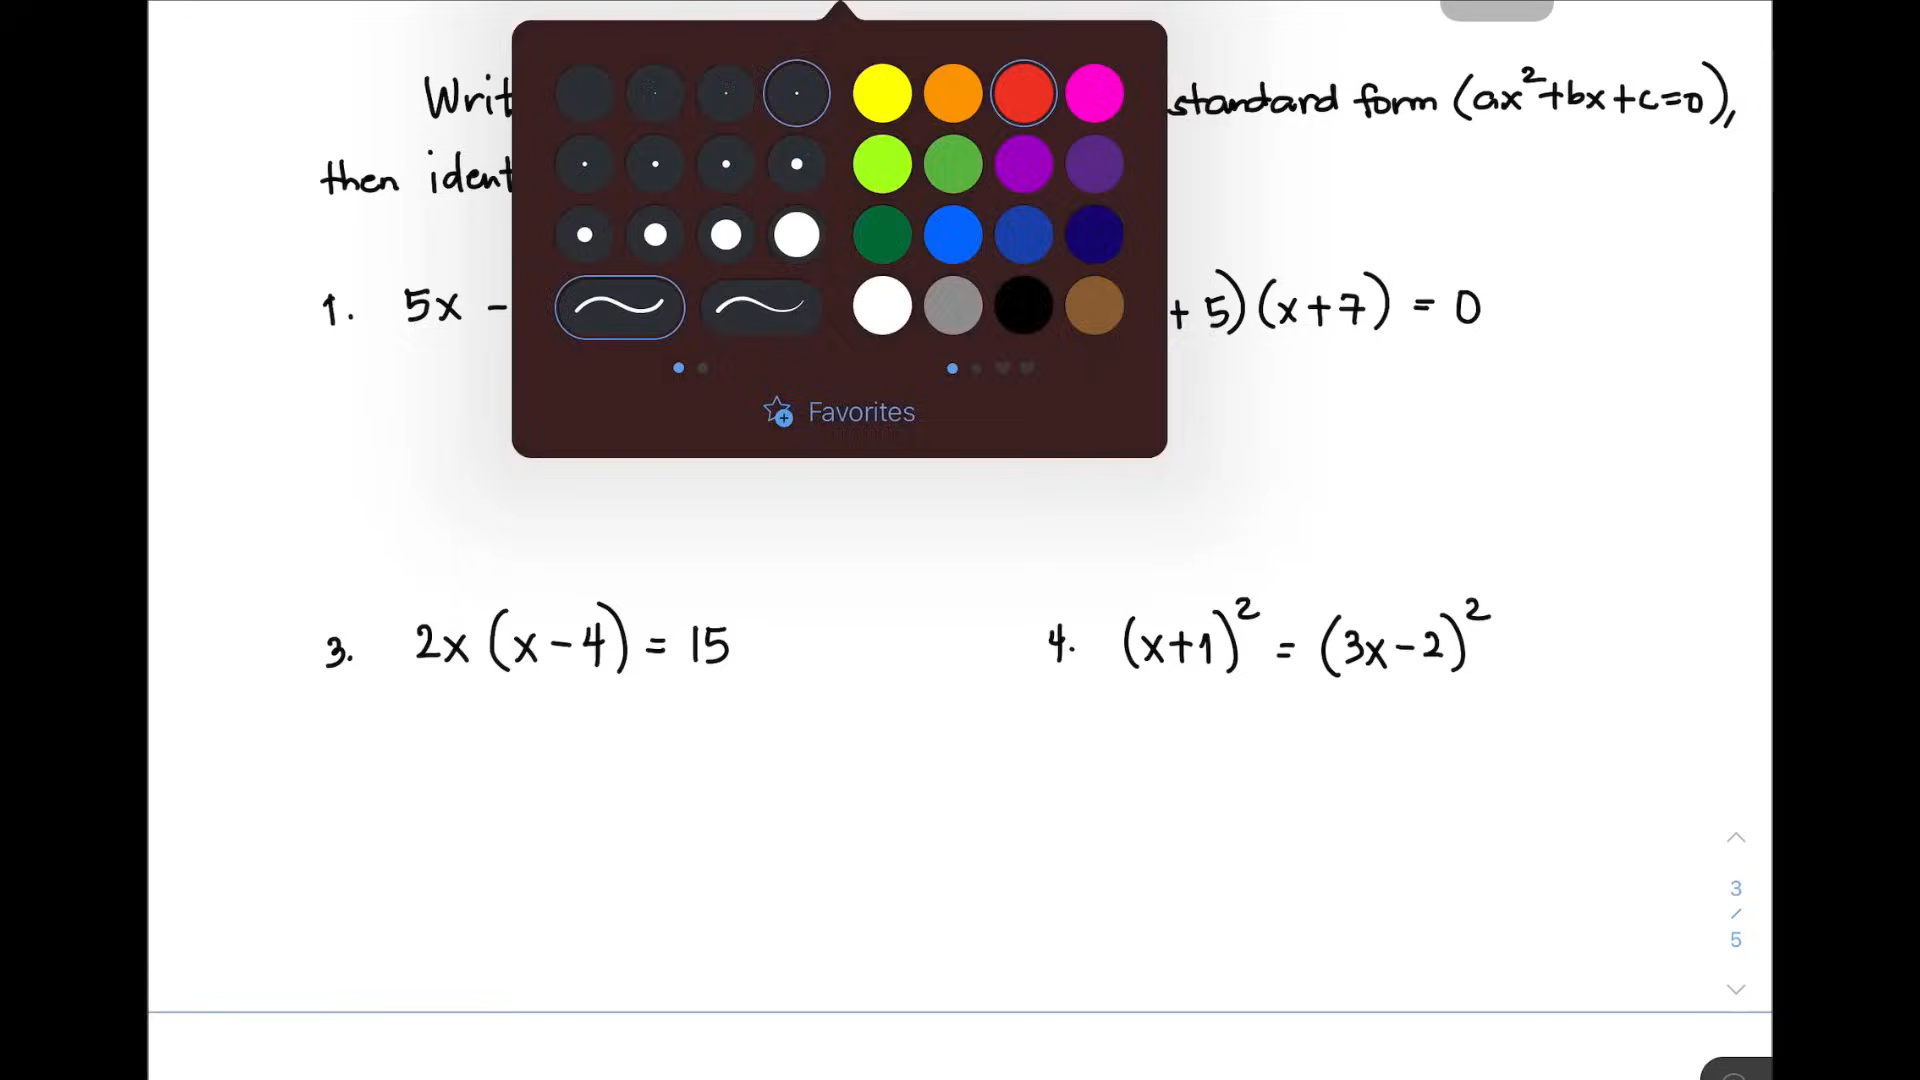 Writ standard form (ax²+bx+c=0),
then ident
1. 5x - + 5)(x+7) = 0
Favorites
3. 2x (x-4) = 15 4. (x+1)² = (3x-2)²
3
/
5